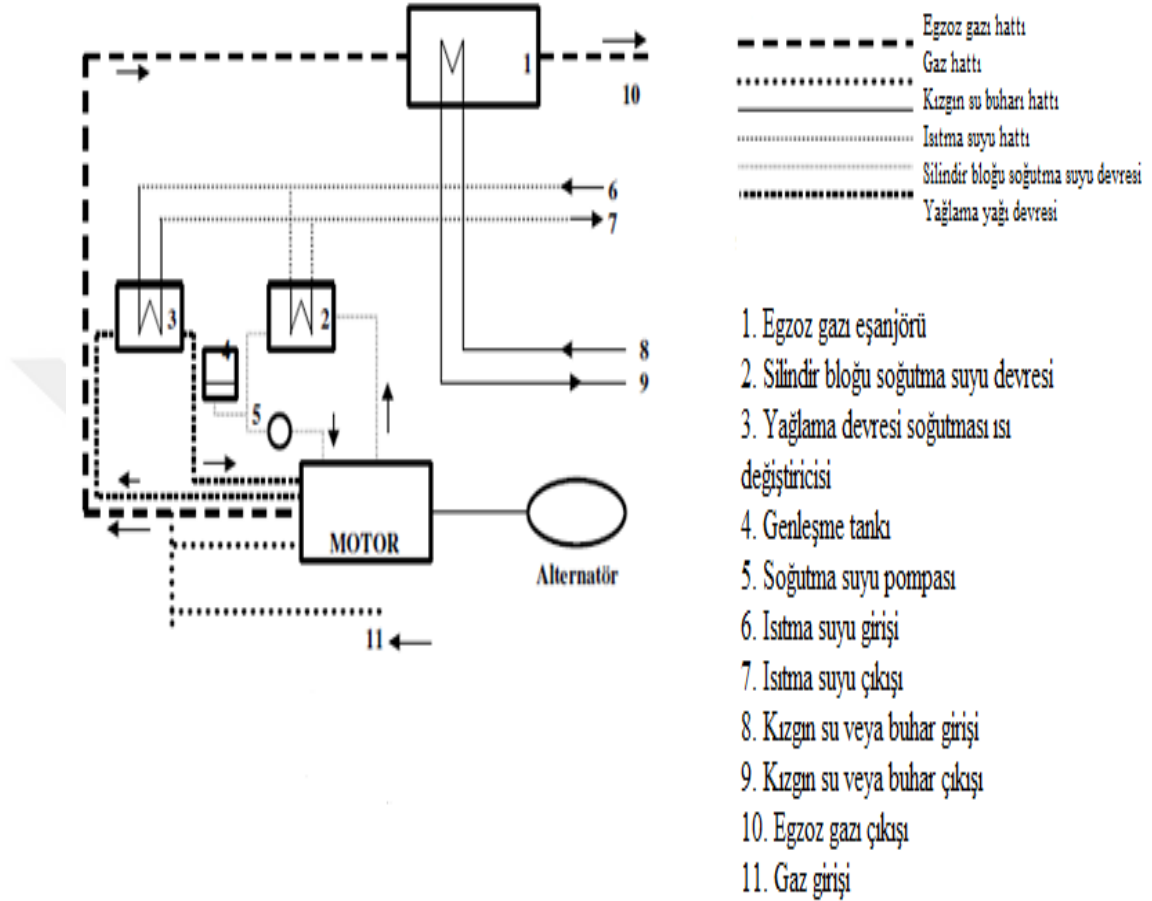 1
10
6
7
3
2
4
8
9
5
MOTOR
Alternatör
11
Egzoz gazı hattı
Gaz hattı
Kızgın su buharı hattı
Isıtma suyu hattı
Silindir bloğu soğutma suyu devresi
Yağlama yağı devresi
1. Egzoz gazı eşanjörü
2. Silindir bloğu soğutma suyu devresi
3. Yağlama devresi soğutması ısı
değiştiricisi
4. Genleşme tankı
5. Soğutma suyu pompası
6. Isıtma suyu girişi
7. Isıtma suyu çıkışı
8. Kızgın su veya buhar girişi
9. Kızgın su veya buhar çıkışı
10. Egzoz gazı çıkışı
11. Gaz girişi